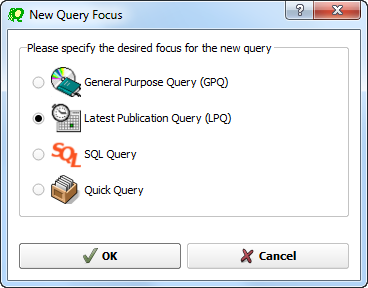 New Query Focus
Please specify the desired focus for the new query
General Purpose Query (GPQ)
Latest Publication Query (LPQ)
SQL
SQL Query
Quick Query
OK
Cancel